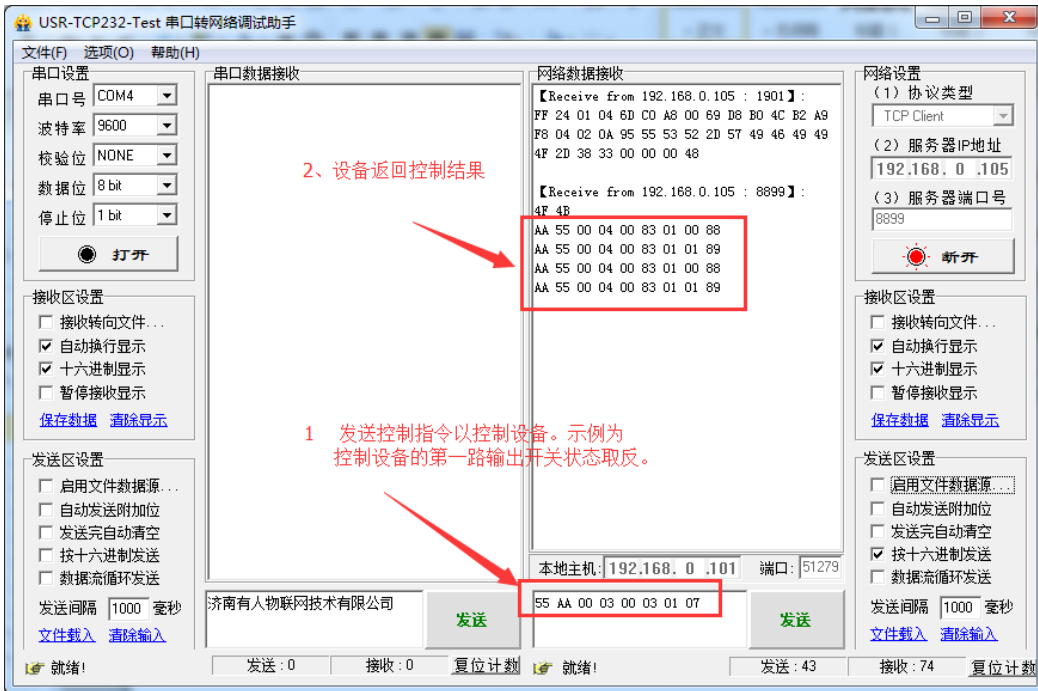 USR-TCP232-Test 串口转网络调试助手
文件(F) 选项(O) 帮助(H)
串口设置
串口号 COM4
波特率 9600
校验位 NONE
数据位 8 bit
停止位 1 bit
打开
接收区设置
接收转向文件...
自动换行显示
十六进制显示
暂停接收显示
保存数据 清除显示
发送区设置
启用文件数据源...
自动发送附加位
发送完自动清空
按十六进制发送
数据流循环发送
发送间隔 1000 毫秒
文件载入 清除输入
就绪!
串口数据接收
2、设备返回控制结果
1 发送控制指令以控制设备。示例为
控制设备的第一路输出开关状态取反。
济南有人物联网技术有限公司
发送
发送 : 0 接收 : 0 复位计数
网络数据接收
【Receive from 192.168.0.105 : 1901】:
FF 24 01 04 6D C0 A8 00 69 D8 B0 4C B2 A9
F8 04 02 0A 95 55 53 52 2D 57 49 46 49 49
4F 2D 38 33 00 00 00 48
【Receive from 192.168.0.105 : 8899】:
4F 4B
AA 55 00 04 00 83 01 00 88
AA 55 00 04 00 83 01 01 89
AA 55 00 04 00 83 01 00 88
AA 55 00 04 00 83 01 01 89
本地主机: 192.168. 0 .101 端口: 51279
55 AA 00 03 00 03 01 07
发送
就绪! 发送 : 43 接收 : 74 复位计数
网络设置
(1) 协议类型
TCP Client
(2) 服务器IP地址
192.168. 0 .105
(3) 服务器端口号
8899
断开
接收区设置
接收转向文件...
自动换行显示
十六进制显示
暂停接收显示
保存数据 清除显示
发送区设置
启用文件数据源...
自动发送附加位
发送完自动清空
按十六进制发送
数据流循环发送
发送间隔 1000 毫秒
文件载入 清除输入